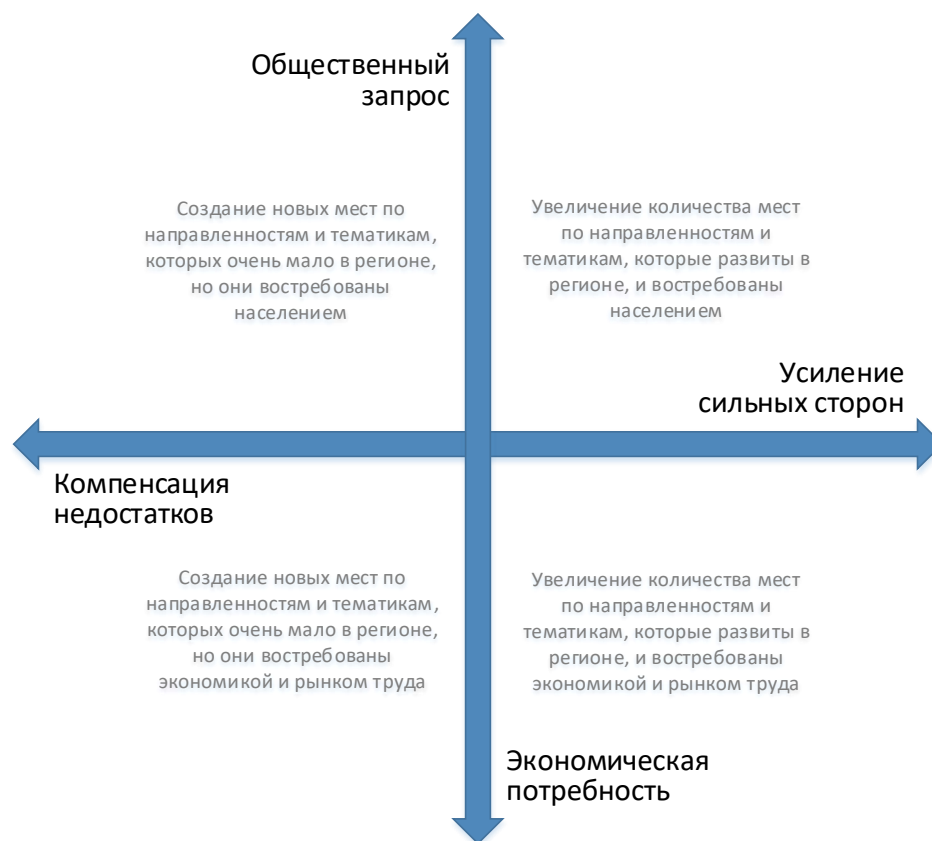 Общественный
запрос
Создание новых мест по
направленностям и тематикам,
которых очень мало в регионе,
но они востребованы
населением
Увеличение количества мест
по направленностям и
тематикам, которые развиты в
регионе, и востребованы
населением
Усиление
сильных сторон
Компенсация
недостатков
Создание новых мест по
направленностям и тематикам,
которых очень мало в регионе,
но они востребованы
экономикой и рынком труда
Увеличение количества мест
по направленностям и
тематикам, которые развиты в
регионе, и востребованы
экономикой и рынком труда
Экономическая
потребность